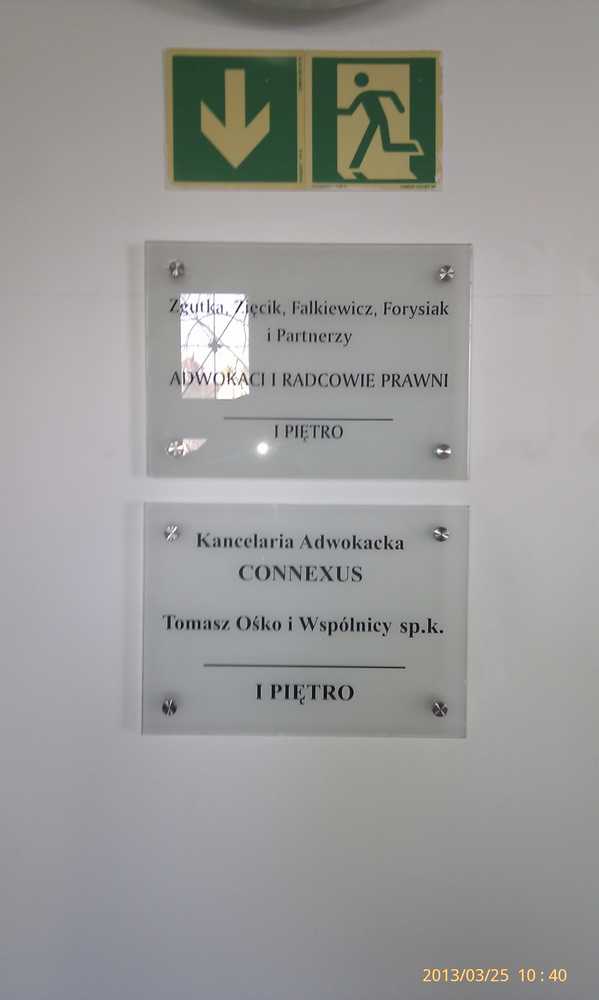 Zgutka, Zięcik, Falkiewicz, Forysiak
i Partnerzy
ADWOKACI I RADCOWIE PRAWNI
I PIĘTRO
Kancelaria Adwokacka
CONNEXUS
Tomasz Ośko i Wspólnicy sp.k.
I PIĘTRO
2013/03/25 10:40